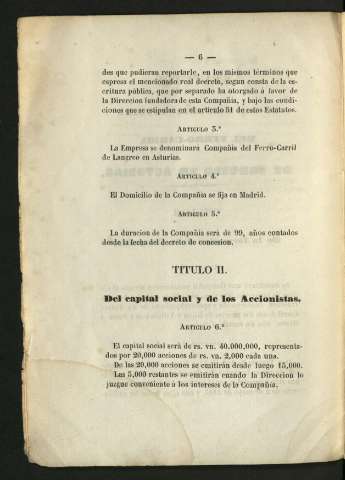 — 6 —
des que pudieran reportarle, en los mismos términos que
espresa el mencionado real decreto, segun consta de la es-
critura pública, que por separado ha otorgado á favor de
la Direccion fundadora de esta Compañía, y bajo las condi-
ciones que se estipulan en el artículo 51 de estos Estatutos.
ARTICULO 3.º
La Empresa se denominará Compañía del Ferro-Carril
de Langreo en Asturias.
ARTICULO 4.º
El Domicilio de la Compañía se fija en Madrid.
ARTICULO 5.º
La duracion de la Compañía será de 99, años contados
desde la fecha del decreto de concesion.
TITULO II.
Del capital social y de los Accionistas.
ARTICULO 6.º
El capital social será de rs. vn. 40.000,000, representa-
dos por 20,000 acciones de rs. vn. 2,000 cada una.
De las 20,000 acciones se emitirán desde luego 15,000.
Las 5,000 restantes se emitirán cuando la Direccion lo
juzgue conveniente á los intereses de la Compañía.